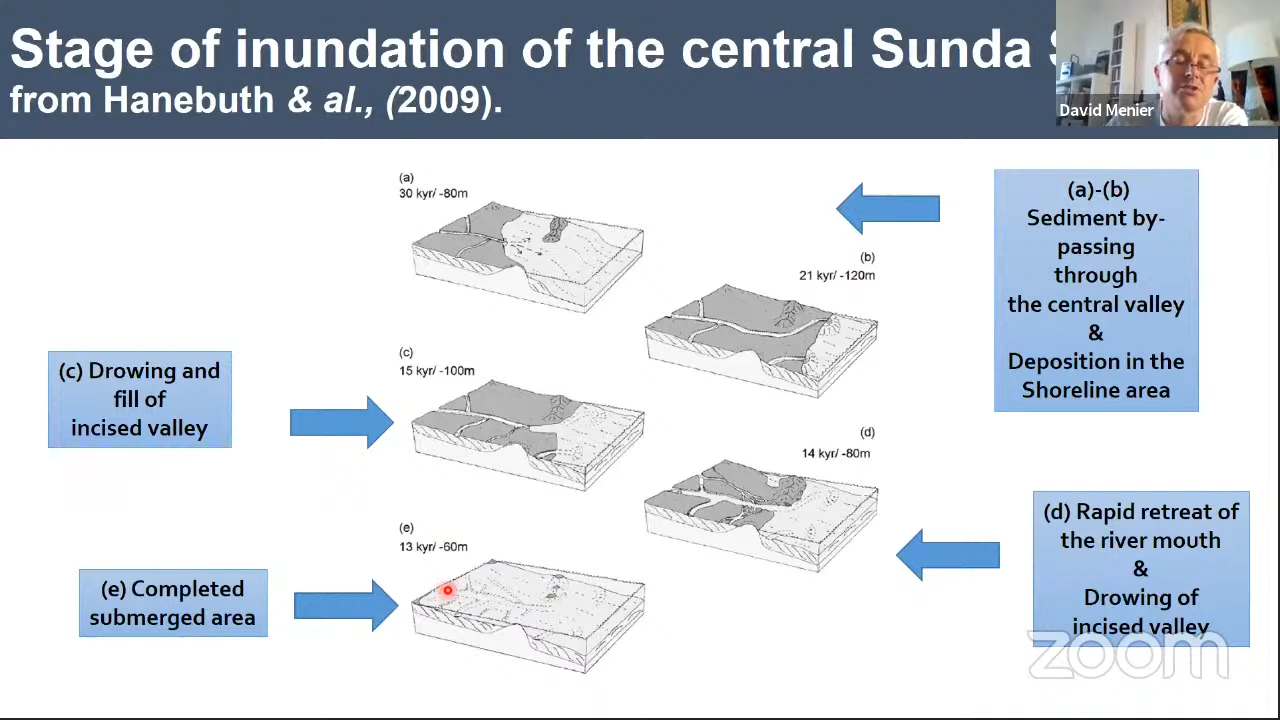 Stage of inundation of the central Sunda
from Hanebuth & al., (2009).
David Menier
(a)
30 kyr/ -80m
(a)-(b)
Sediment by-
passing
through
the central valley
&
Deposition in the
Shoreline area
(b)
21 kyr/ -120m
(c) Drowing and
fill of
incised valley
(c)
15 kyr/ -100m
(d)
14 kyr/ -80m
(d) Rapid retreat of
the river mouth
&
Drowing of
incised valley
(e)
13 kyr/ -60m
(e) Completed
submerged area
zoom